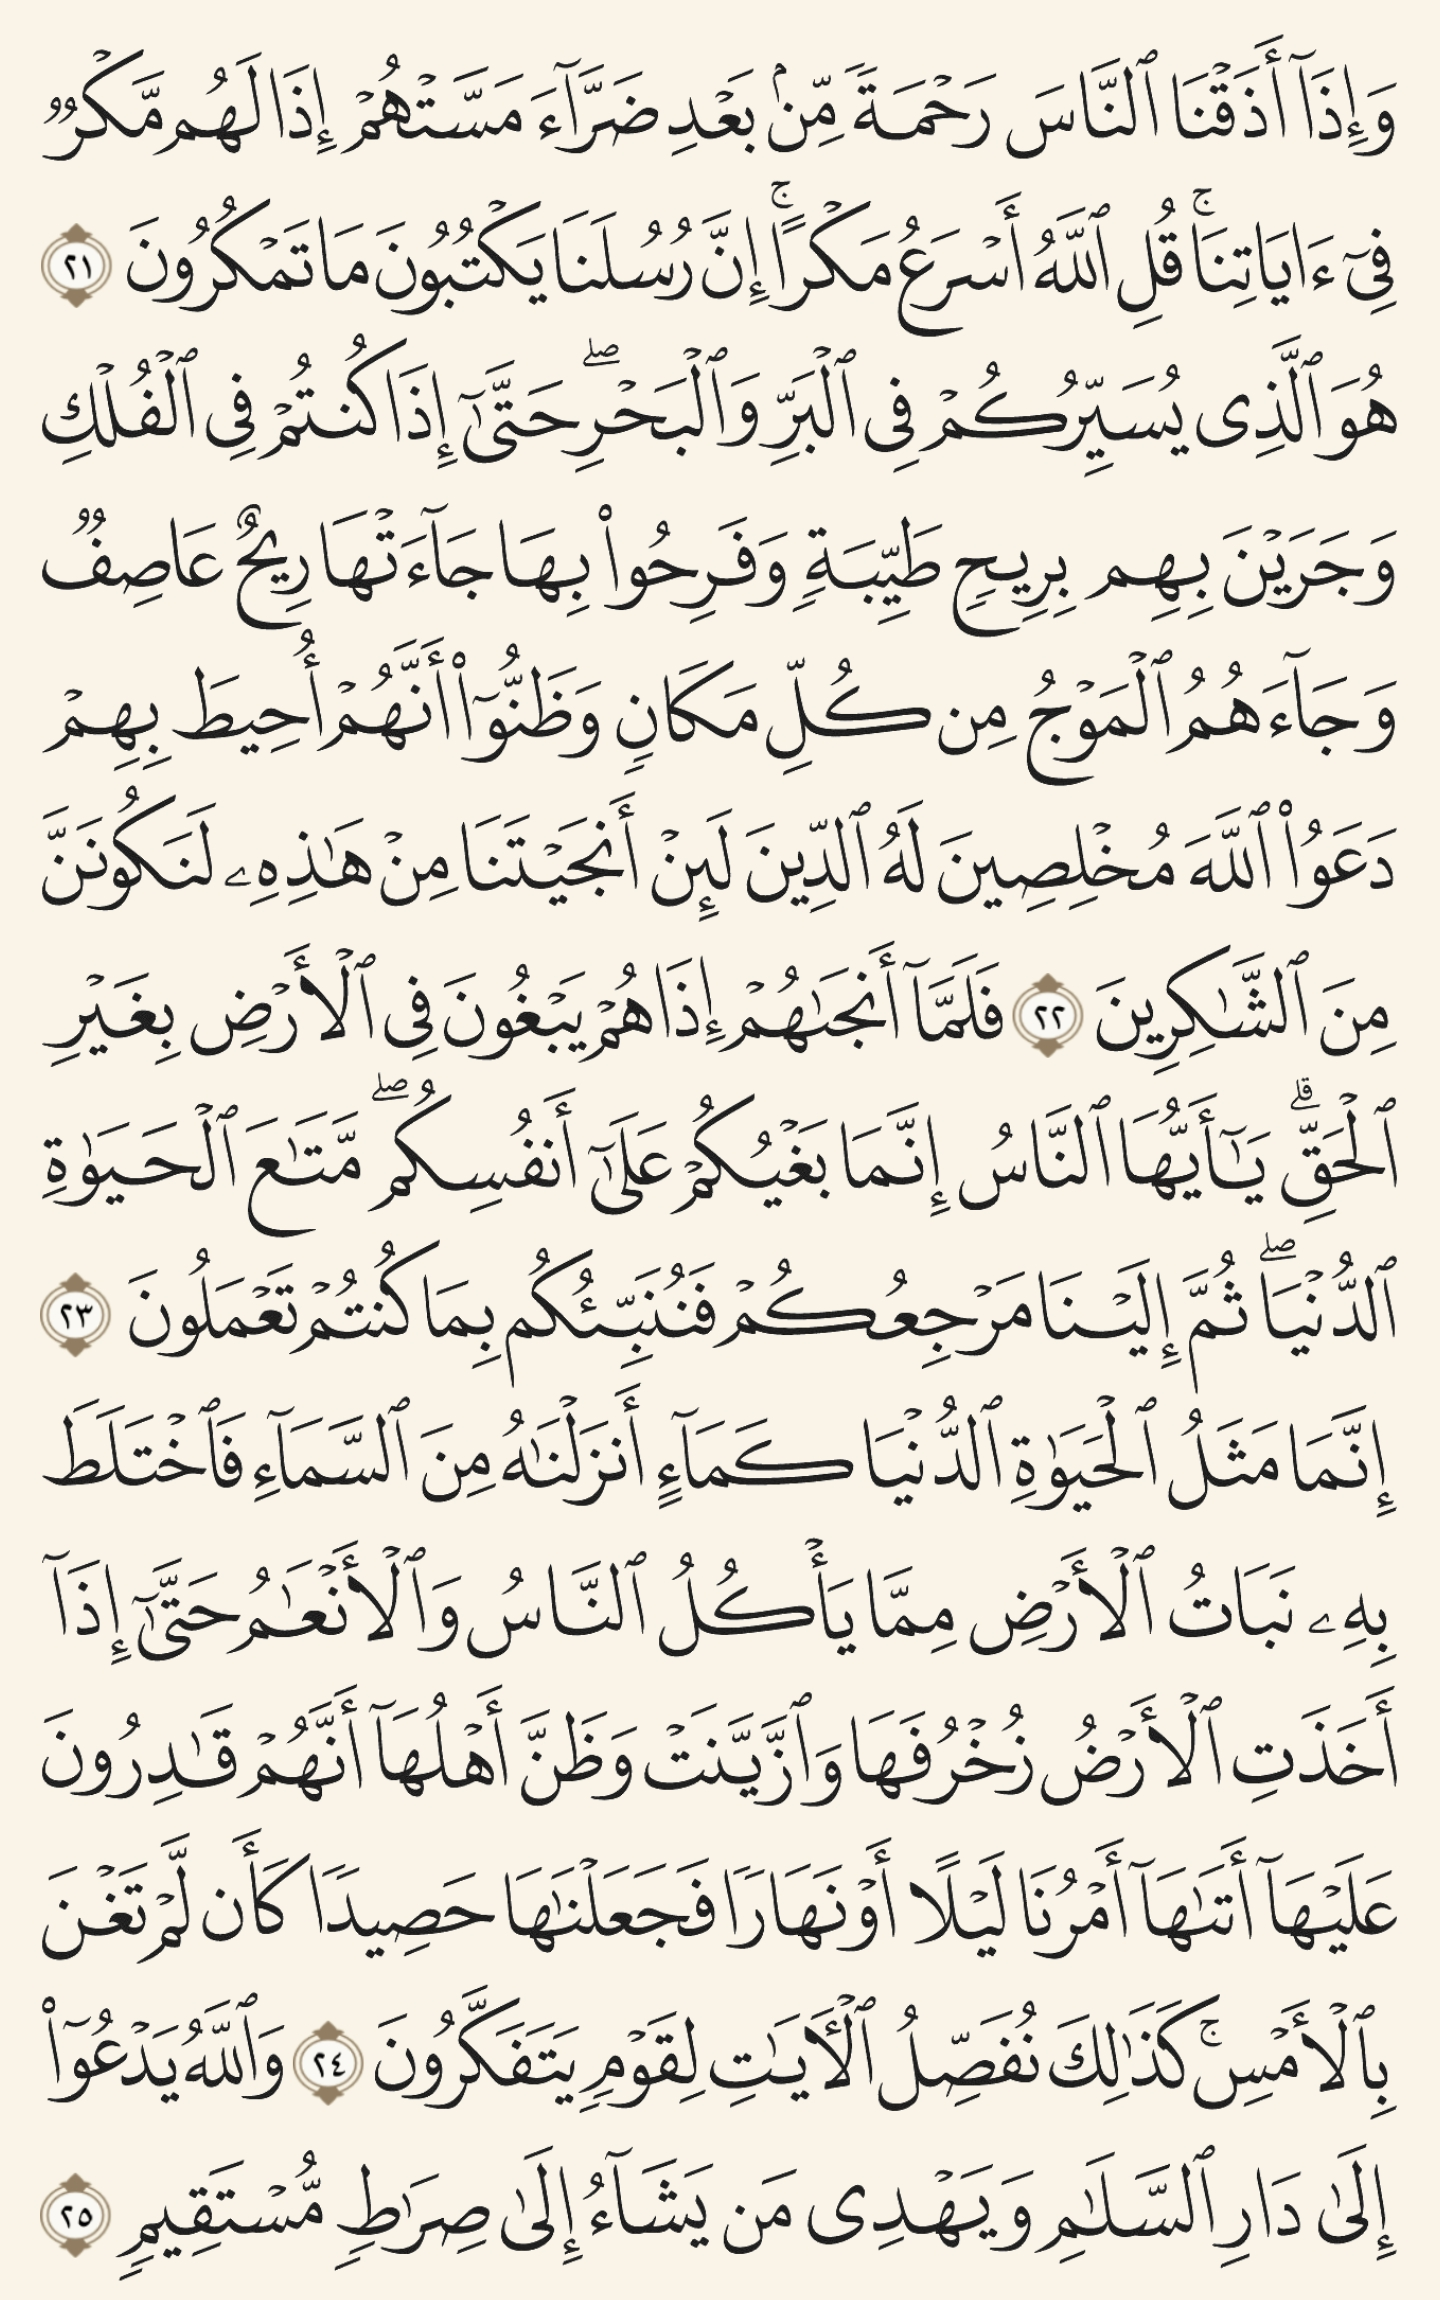 وَإِذَآ أَذَقْنَا ٱلنَّاسَ رَحْمَةً مِّنۢ بَعْدِ ضَرَّآءَ مَسَّتْهُمْ إِذَا لَهُم مَّكْرٌ
فِىٓ ءَايَاتِنَا ۚ قُلِ ٱللَّهُ أَسْرَعُ مَكْرًا ۚ إِنَّ رُسُلَنَا يَكْتُبُونَ مَا تَمْكُرُونَ ٢١
هُوَ ٱلَّذِى يُسَيِّرُكُمْ فِى ٱلْبَرِّ وَٱلْبَحْرِ ۖ حَتَّىٰٓ إِذَا كُنتُمْ فِى ٱلْفُلْكِ
وَجَرَيْنَ بِهِم بِرِيحٍ طَيِّبَةٍ وَفَرِحُوا۟ بِهَا جَآءَتْهَا رِيحٌ عَاصِفٌ
وَجَآءَهُمُ ٱلْمَوْجُ مِن كُلِّ مَكَانٍ وَظَنُّوٓا۟ أَنَّهُمْ أُحِيطَ بِهِمْ
دَعَوُا۟ ٱللَّهَ مُخْلِصِينَ لَهُ ٱلدِّينَ لَئِنْ أَنجَيْتَنَا مِنْ هَـٰذِهِۦ لَنَكُونَنَّ
مِنَ ٱلشَّـٰكِرِينَ ٢٢ فَلَمَّآ أَنجَىٰهُمْ إِذَا هُمْ يَبْغُونَ فِى ٱلْأَرْضِ بِغَيْرِ
ٱلْحَقِّ ۗ يَـٰٓأَيُّهَا ٱلنَّاسُ إِنَّمَا بَغْيُكُمْ عَلَىٰٓ أَنفُسِكُم ۖ مَّتَـٰعَ ٱلْحَيَوٰةِ
ٱلدُّنْيَا ۖ ثُمَّ إِلَيْنَا مَرْجِعُكُمْ فَنُنَبِّئُكُم بِمَا كُنتُمْ تَعْمَلُونَ ٢٣
إِنَّمَا مَثَلُ ٱلْحَيَوٰةِ ٱلدُّنْيَا كَمَآءٍ أَنزَلْنَـٰهُ مِنَ ٱلسَّمَآءِ فَٱخْتَلَطَ
بِهِۦ نَبَاتُ ٱلْأَرْضِ مِمَّا يَأْكُلُ ٱلنَّاسُ وَٱلْأَنْعَـٰمُ حَتَّىٰٓ إِذَآ
أَخَذَتِ ٱلْأَرْضُ زُخْرُفَهَا وَٱزَّيَّنَتْ وَظَنَّ أَهْلُهَآ أَنَّهُمْ قَـٰدِرُونَ
عَلَيْهَآ أَتَىٰهَآ أَمْرُنَا لَيْلًا أَوْ نَهَارًا فَجَعَلْنَـٰهَا حَصِيدًا كَأَن لَّمْ تَغْنَ
بِٱلْأَمْسِ ۚ كَذَٰلِكَ نُفَصِّلُ ٱلْـَٔايَـٰتِ لِقَوْمٍ يَتَفَكَّرُونَ ٢٤ وَٱللَّهُ يَدْعُوٓا۟
إِلَىٰ دَارِ ٱلسَّلَـٰمِ وَيَهْدِى مَن يَشَآءُ إِلَىٰ صِرَٰطٍ مُّسْتَقِيمٍ ٢٥